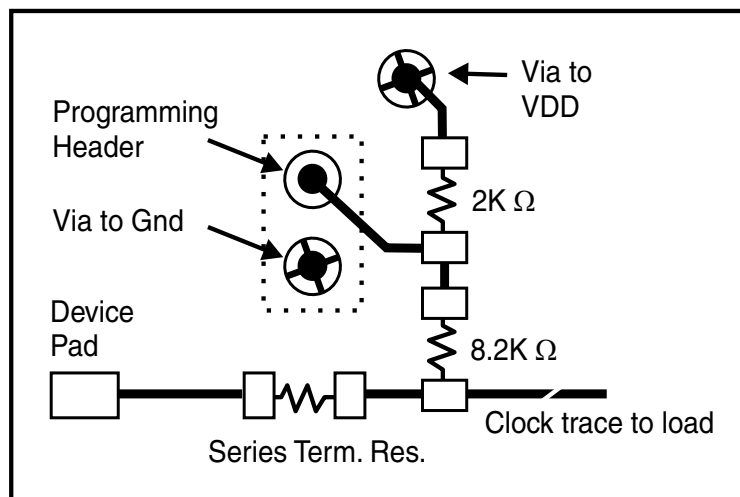 Via to
VDD
Programming
Header
2K Ω
Via to Gnd
Device
Pad
8.2K Ω
Clock trace to load
Series Term. Res.